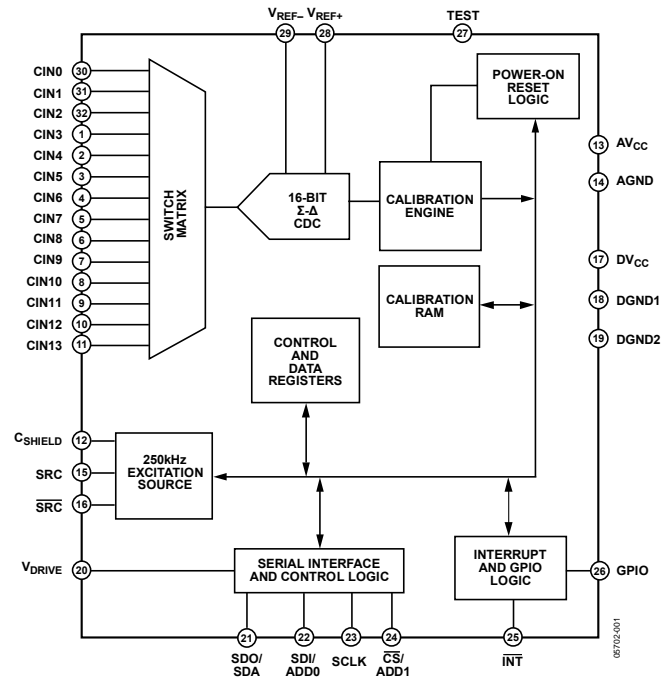 VREF–
VREF+
TEST
29
28
27
CIN0 30
CIN1 31
CIN2 32
CIN3 1
CIN4 2
CIN5 3
CIN6 4
CIN7 5
CIN8 6
CIN9 7
CIN10 8
CIN11 9
CIN12 10
CIN13 11
SWITCH
MATRIX
16-BIT
Σ-Δ
CDC
CALIBRATION
ENGINE
POWER-ON
RESET
LOGIC
13 AVCC
14 AGND
17 DVCC
18 DGND1
19 DGND2
CALIBRATION
RAM
CONTROL
AND
DATA
REGISTERS
CSHIELD 12
SRC 15
S̅R̅C̅ 16
250kHz
EXCITATION
SOURCE
VDRIVE 20
SERIAL INTERFACE
AND CONTROL LOGIC
INTERRUPT
AND GPIO
LOGIC
26 GPIO
21
22
23
24
25
SDO/
SDA
SDI/
ADD0
SCLK
C̅S̅/
ADD1
I̅N̅T̅
05702-001